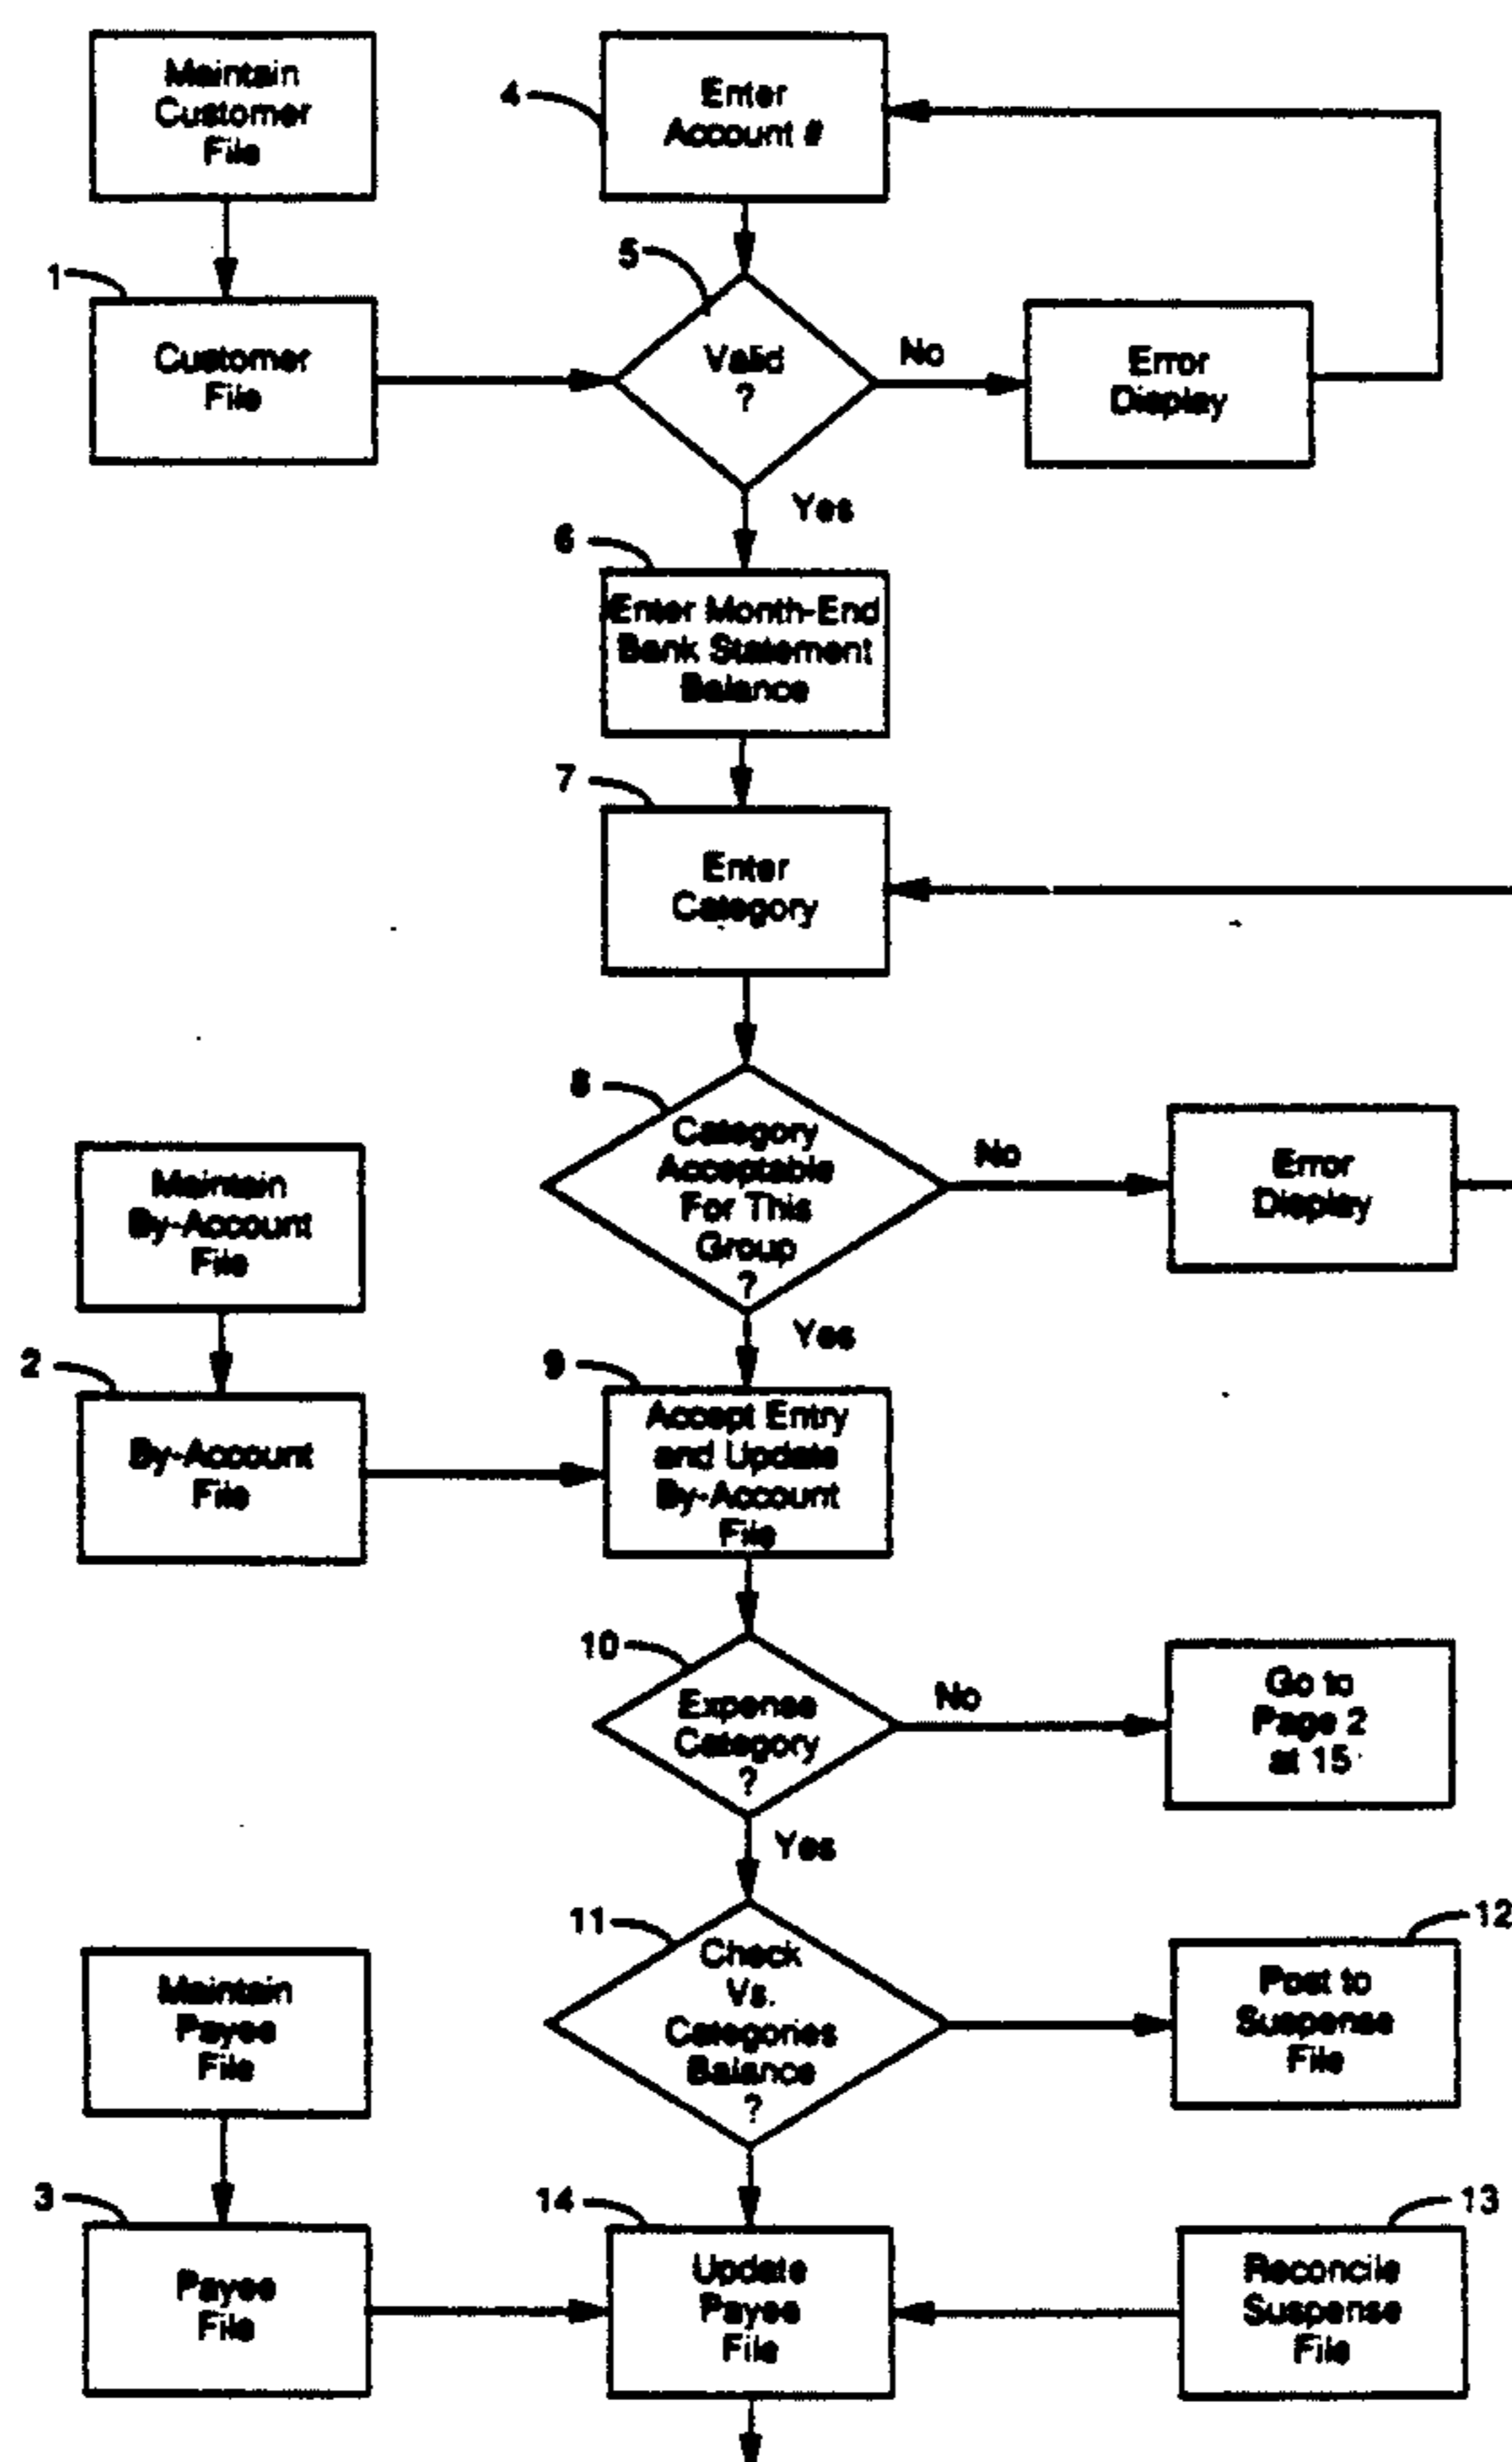 Maintain
Customer
File
4
Enter
Account #
1
Customer
File
5
Valid
?
No
Error
Display
Yes
6
Enter Month-End
Bank Statement
Balance
7
Enter
Category
8
Category
Acceptable
For This
Group
?
No
Error
Display
Maintain
By-Account
File
Yes
2
By-Account
File
9
Accept Entry
and Update
By-Account
File
10
Expense
Category
?
No
Go to
Page 2
at 15
Yes
11
Check
Vs.
Categories
Balance
?
12
Post to
Suspense
File
Maintain
Payee
File
3
Payee
File
14
Update
Payee
File
13
Reconcile
Suspense
File